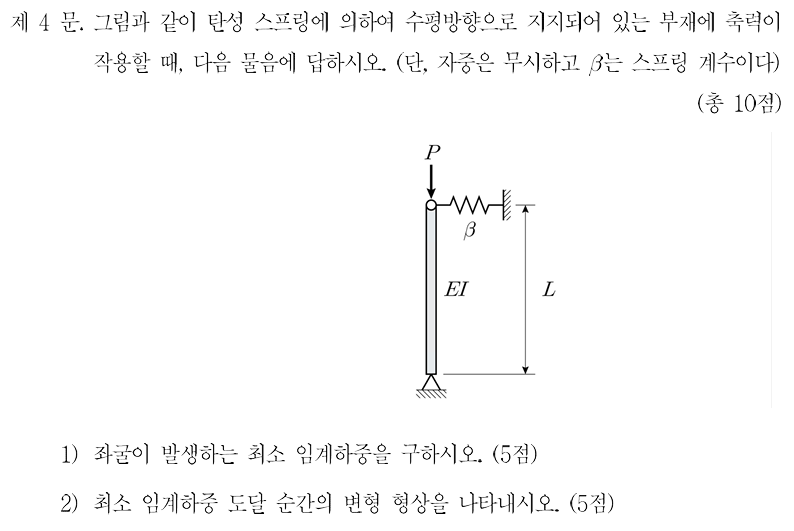 제 4 문. 그림과 같이 탄성 스프링에 의하여 수평방향으로 지지되어 있는 부재에 축력이
작용할 때, 다음 물음에 답하시오. (단, 자중은 무시하고 β는 스프링 계수이다)
(총 10점)
P
β
EI
L
1) 좌굴이 발생하는 최소 임계하중을 구하시오. (5점)
2) 최소 임계하중 도달 순간의 변형 형상을 나타내시오. (5점)